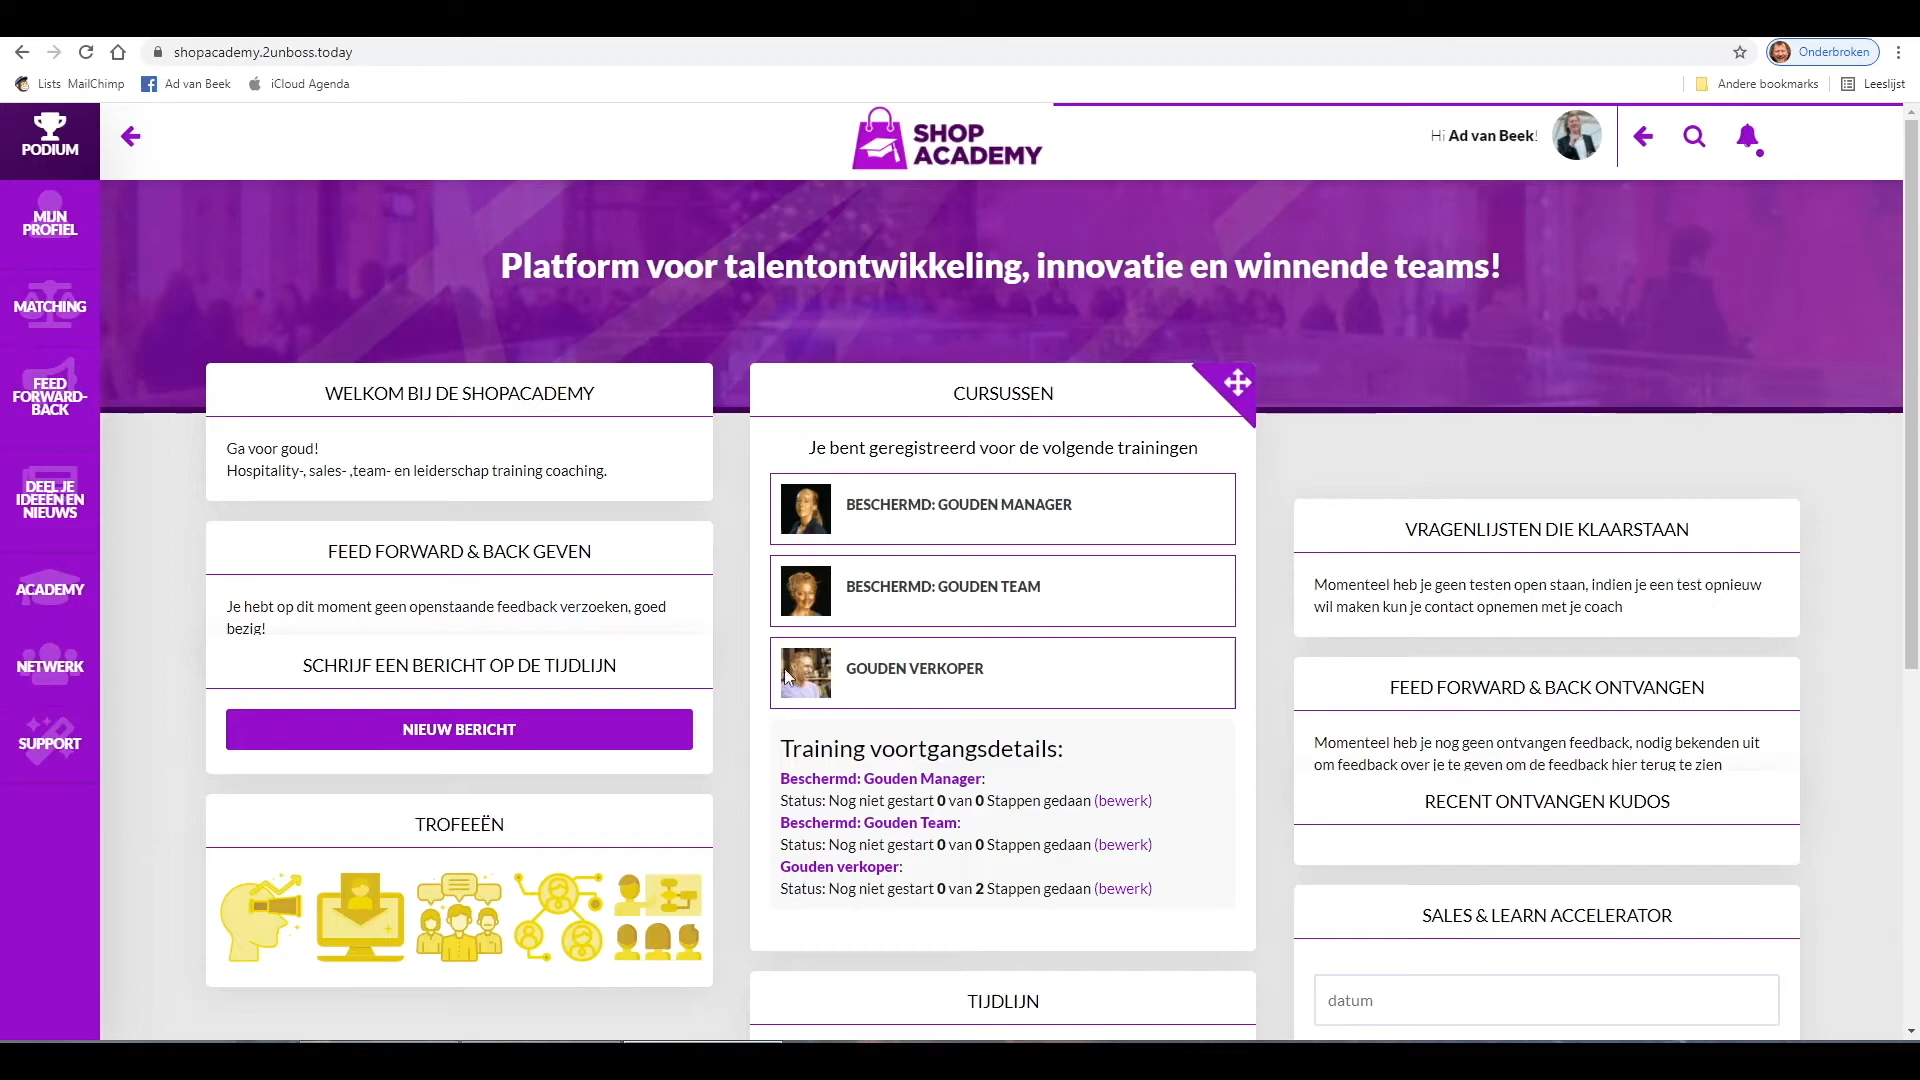 shopacademy.2unboss.today
Onderbroken
Lists MailChimp
Ad van Beek
iCloud Agenda
Andere bookmarks
Leeslijst
PODIUM
SHOP
ACADEMY
Hi Ad van Beek!
MIJN
PROFIEL
MATCHING
FEED
FORWARD-
BACK
DEEL JE
IDEEËN EN
NIEUWS
ACADEMY
NETWERK
SUPPORT
Platform voor talentontwikkeling, innovatie en winnende teams!
WELKOM BIJ DE SHOPACADEMY
Ga voor goud!
Hospitality-, sales- ,team- en leiderschap training coaching.
FEED FORWARD & BACK GEVEN
Je hebt op dit moment geen openstaande feedback verzoeken, goed
bezig!
SCHRIJF EEN BERICHT OP DE TIJDLIJN
NIEUW BERICHT
TROFEEËN
CURSUSSEN
Je bent geregistreerd voor de volgende trainingen
BESCHERMD: GOUDEN MANAGER
BESCHERMD: GOUDEN TEAM
GOUDEN VERKOPER
Training voortgangsdetails:
Beschermd: Gouden Manager:
Status: Nog niet gestart 0 van 0 Stappen gedaan (bewerk)
Beschermd: Gouden Team:
Status: Nog niet gestart 0 van 0 Stappen gedaan (bewerk)
Gouden verkoper:
Status: Nog niet gestart 0 van 2 Stappen gedaan (bewerk)
TIJDLIJN
VRAGENLIJSTEN DIE KLAARSTAAN
Momenteel heb je geen testen open staan, indien je een test opnieuw
wil maken kun je contact opnemen met je coach
FEED FORWARD & BACK ONTVANGEN
Momenteel heb je nog geen ontvangen feedback, nodig bekenden uit
om feedback over je te geven om de feedback hier terug te zien
RECENT ONTVANGEN KUDOS
SALES & LEARN ACCELERATOR
datum